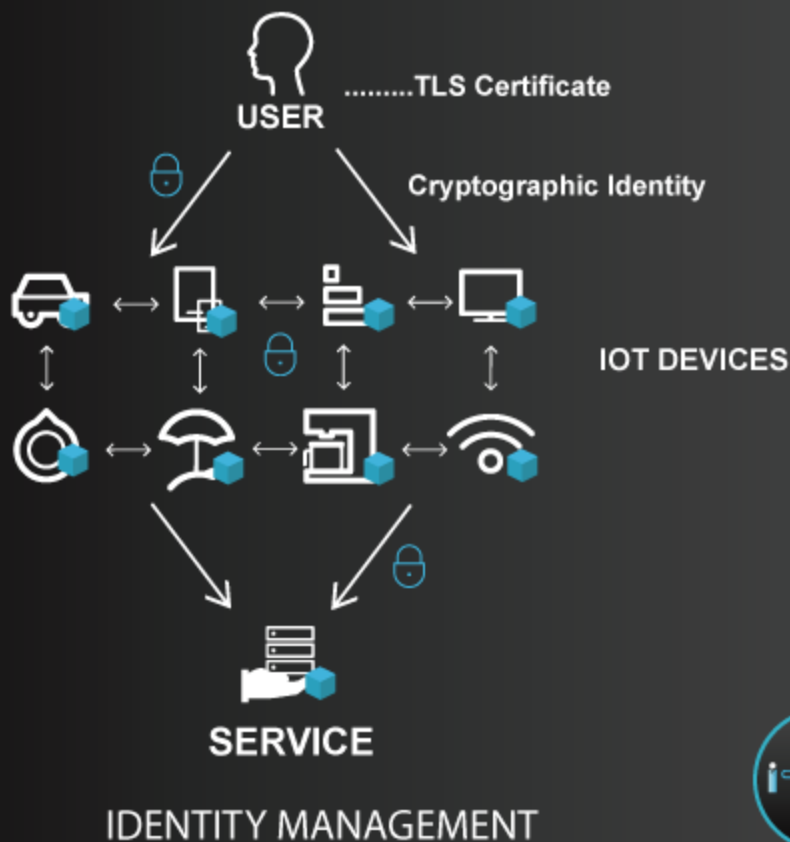 .........TLS Certificate
USER
Cryptographic Identity
IOT DEVICES
SERVICE
IDENTITY MANAGEMENT